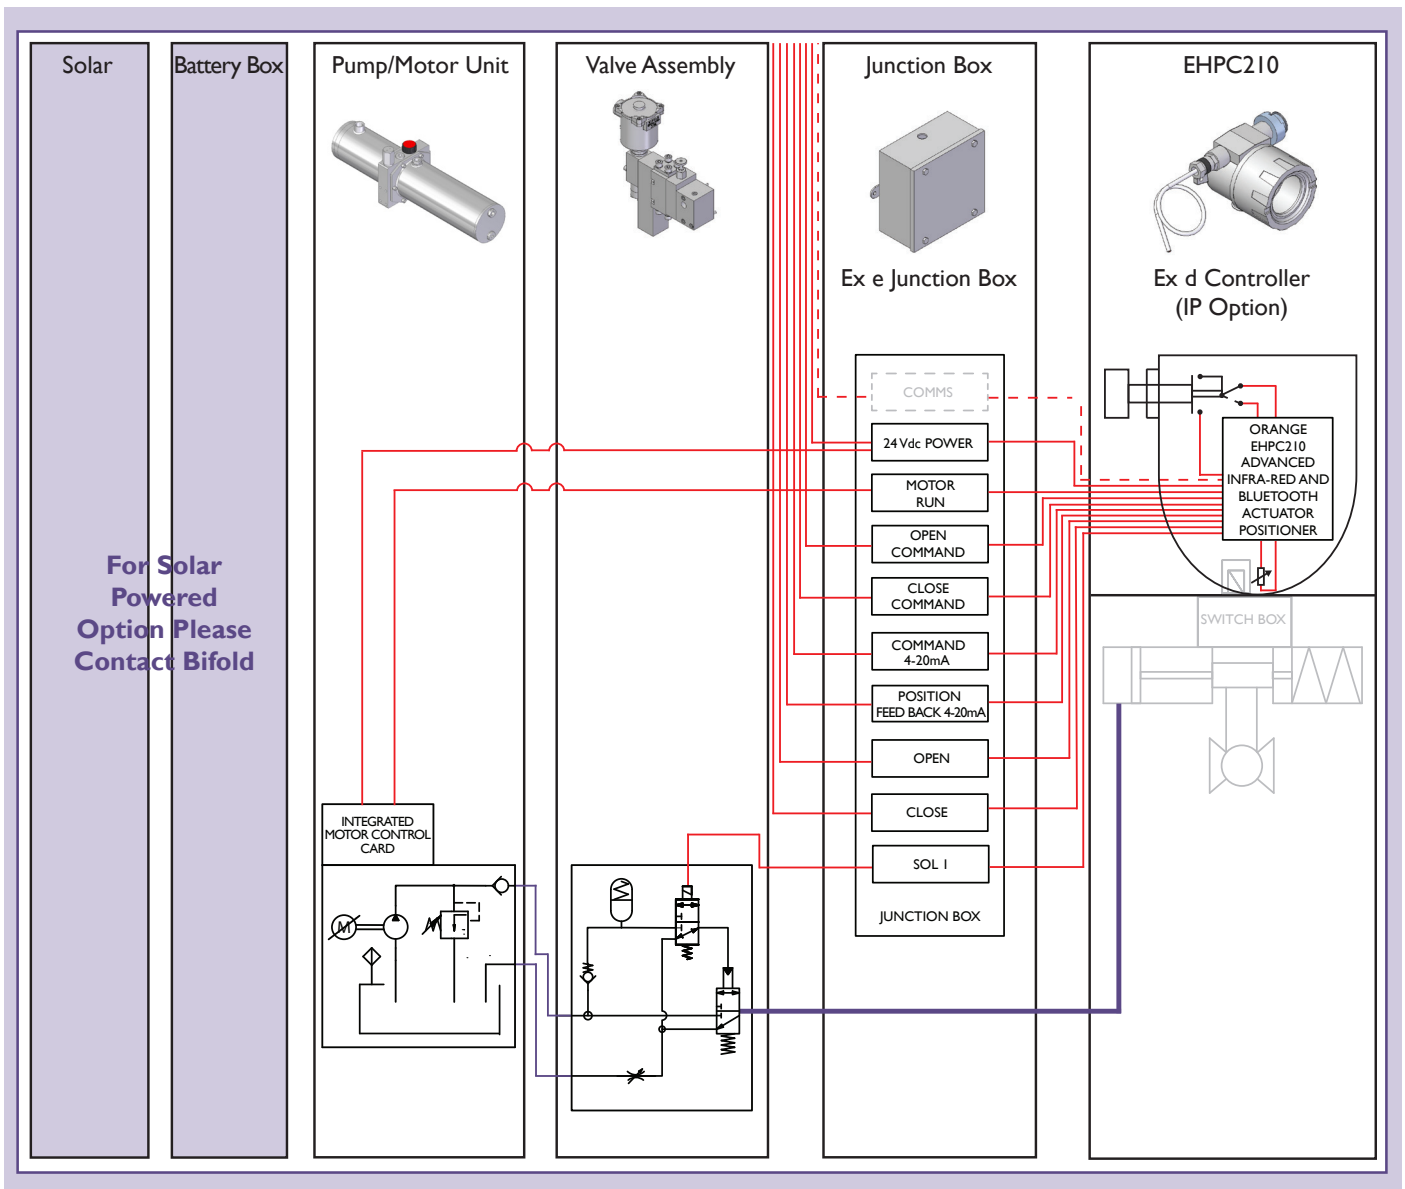 Solar
Battery Box
Pump/Motor Unit
Valve Assembly
Junction Box
EHPC210
Ex e Junction Box
Ex d Controller
(IP Option)
COMMS
24 Vdc POWER
MOTOR
RUN
OPEN
COMMAND
CLOSE
COMMAND
COMMAND
4-20mA
POSITION
FEED BACK 4-20mA
OPEN
CLOSE
SOL 1
JUNCTION BOX
ORANGE
EHPC210
ADVANCED
INFRA-RED AND
BLUETOOTH
ACTUATOR
POSITIONER
SWITCH BOX
For Solar
Powered
Option Please
Contact Bifold
INTEGRATED
MOTOR CONTROL
CARD
M